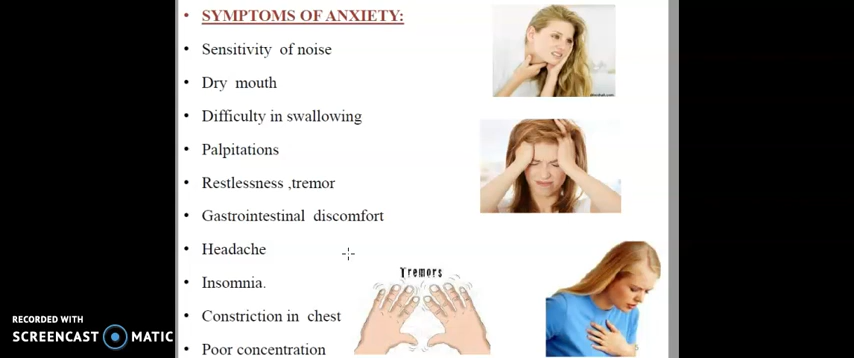 SYMPTOMS OF ANXIETY:
Sensitivity of noise
Dry mouth
Difficulty in swallowing
Palpitations
Restlessness ,tremor
Gastrointestinal discomfort
Headache
Insomnia.
Constriction in chest
Poor concentration
Tremors
RECORDED WITH
SCREENCAST MATIC